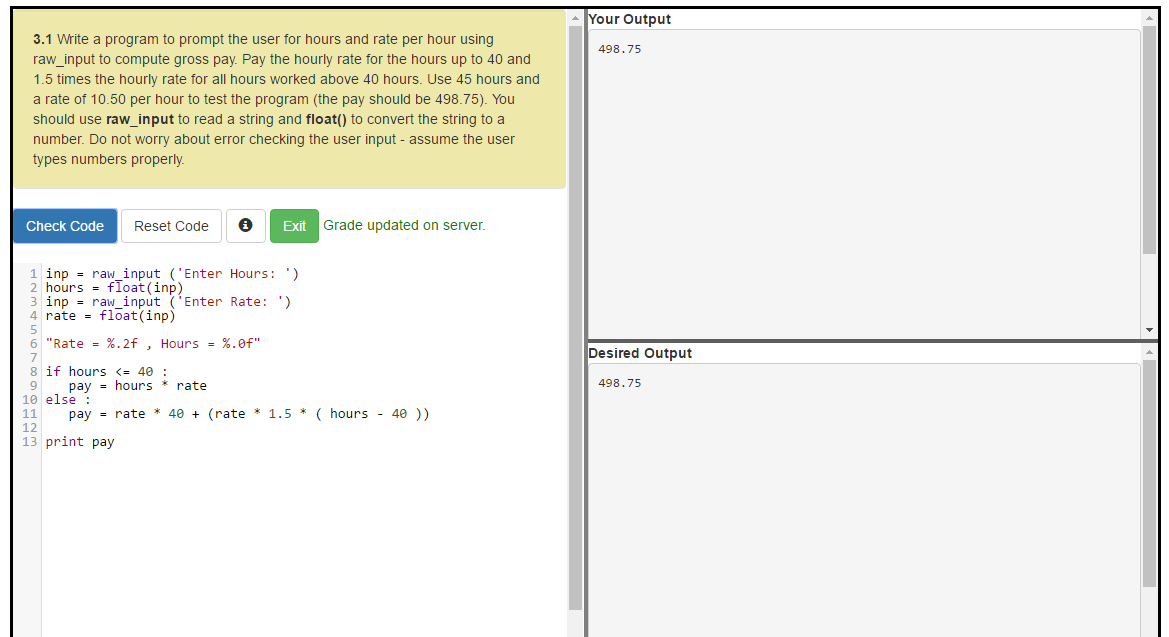 3.1 Write a program to prompt the user for hours and rate per hour using
raw_input to compute gross pay. Pay the hourly rate for the hours up to 40 and
1.5 times the hourly rate for all hours worked above 40 hours. Use 45 hours and
a rate of 10.50 per hour to test the program (the pay should be 498.75). You
should use raw_input to read a string and float() to convert the string to a
number. Do not worry about error checking the user input - assume the user
types numbers properly.
Check Code Reset Code Exit Grade updated on server.
1 inp = raw_input ('Enter Hours: ')
2 hours = float(inp)
3 inp = raw_input ('Enter Rate: ')
4 rate = float(inp)
5
6 "Rate = %.2f , Hours = %.0f"
7
8 if hours <= 40 :
9    pay = hours * rate
10 else :
11    pay = rate * 40 + (rate * 1.5 * ( hours - 40 ))
12
13 print pay
Your Output
498.75
Desired Output
498.75